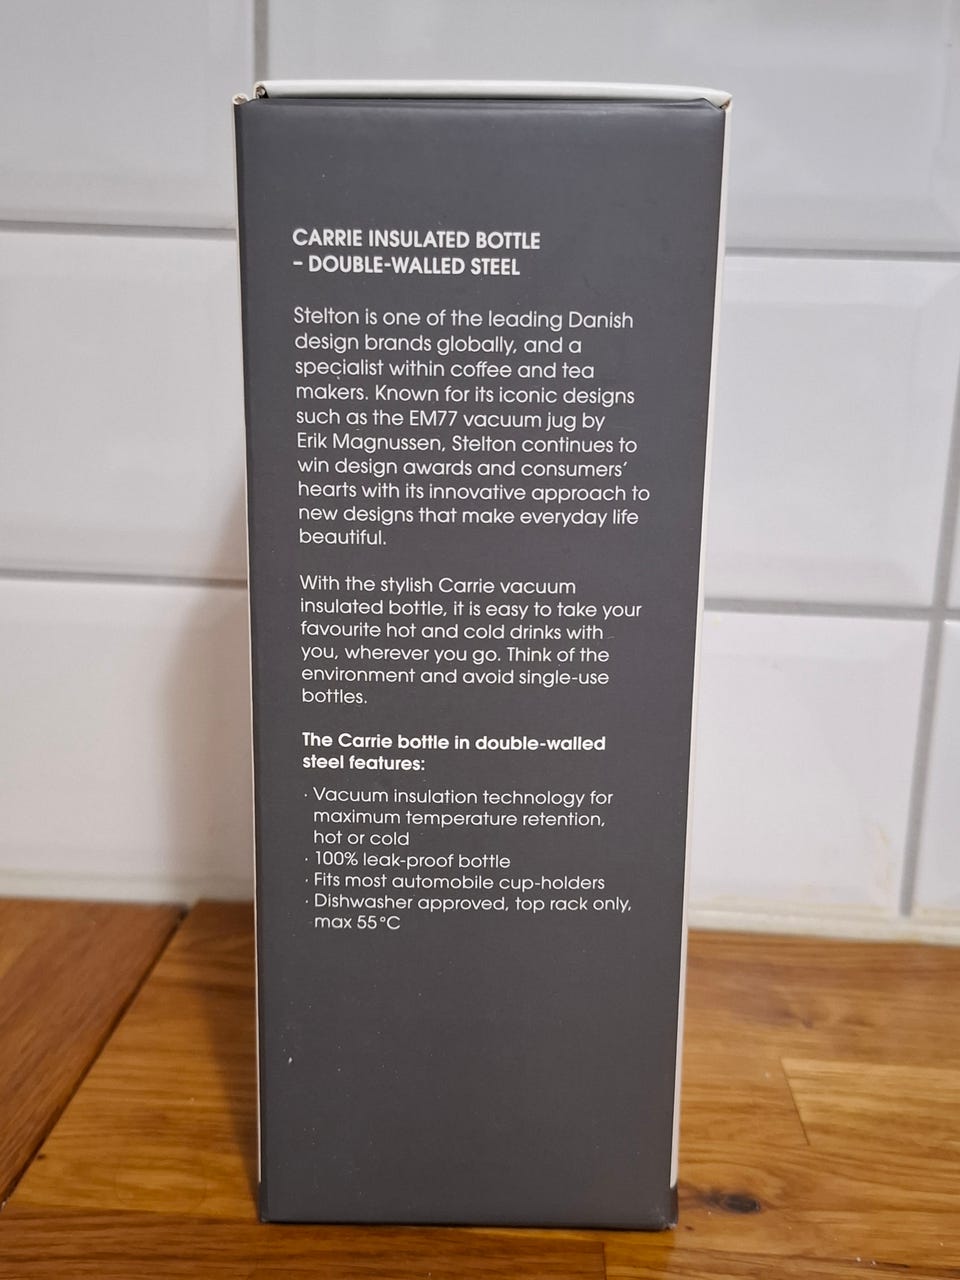 CARRIE INSULATED BOTTLE
– DOUBLE-WALLED STEEL
Stelton is one of the leading Danish
design brands globally, and a
specialist within coffee and tea
makers. Known for its iconic designs
such as the EM77 vacuum jug by
Erik Magnussen, Stelton continues to
win design awards and consumers’
hearts with its innovative approach to
new designs that make everyday life
beautiful.
With the stylish Carrie vacuum
insulated bottle, it is easy to take your
favourite hot and cold drinks with
you, wherever you go. Think of the
environment and avoid single-use
bottles.
The Carrie bottle in double-walled
steel features:
· Vacuum insulation technology for
maximum temperature retention,
hot or cold
· 100% leak-proof bottle
· Fits most automobile cup-holders
· Dishwasher approved, top rack only,
max 55°C